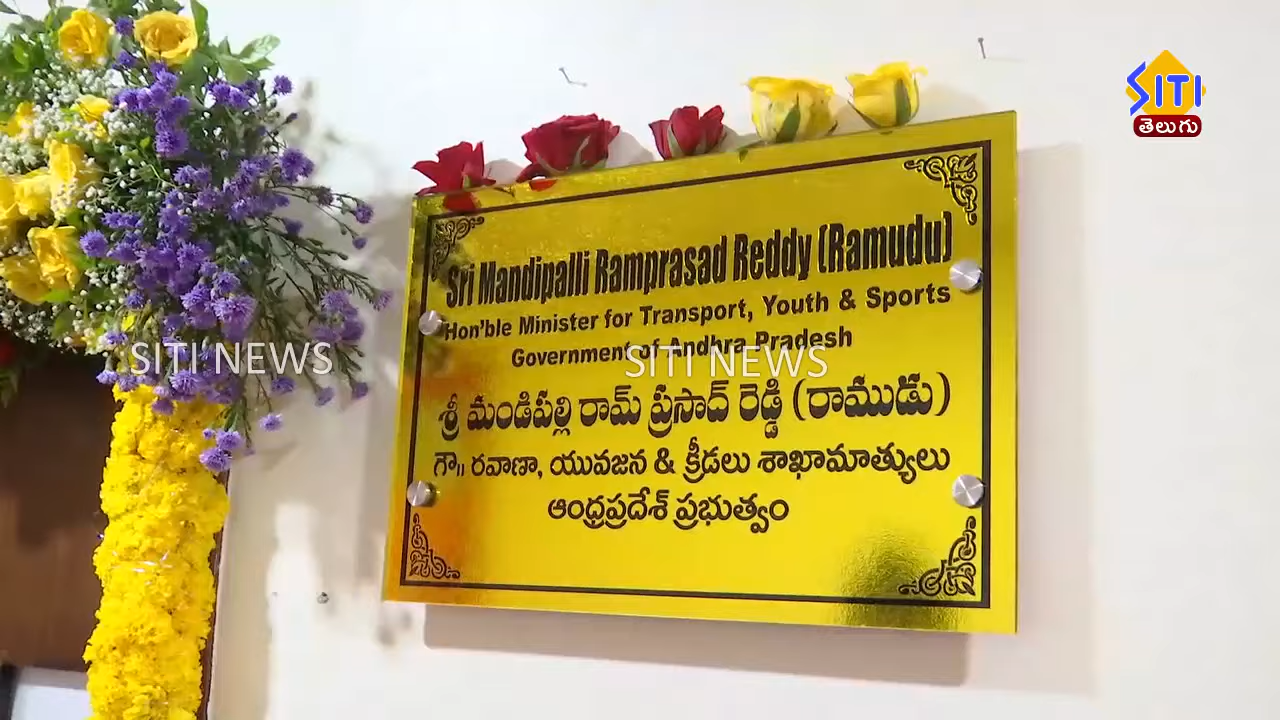 SITI
తెలుగు
Sri Mandipalli Ramprasad Reddy (Ramudu)
Hon'ble Minister for Transport, Youth & Sports
Government of Andhra Pradesh
SITI NEWS
SITI NEWS
శ్రీ మండిపల్లి రామ్ ప్రసాద్ రెడ్డి (రాముడు)
గౌ|| రవాణా, యువజన & క్రీడలు శాఖామాత్యులు
ఆంధ్రప్రదేశ్ ప్రభుత్వం